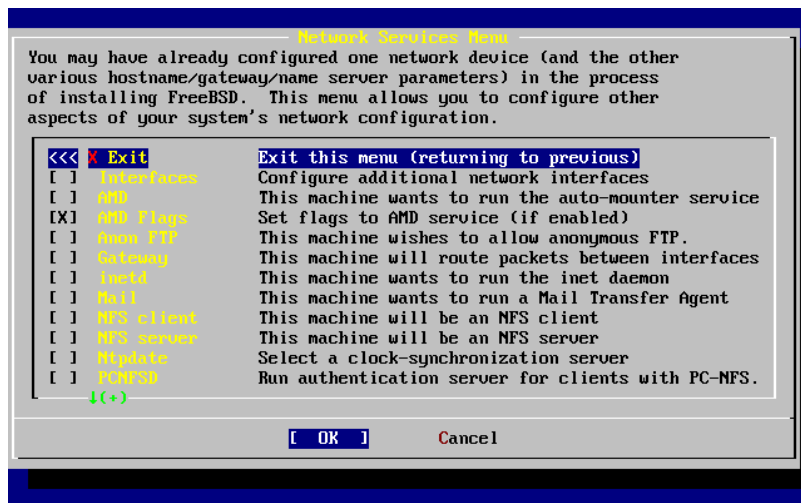 Network Services Menu
You may have already configured one network device (and the other
various hostname/gateway/name server parameters) in the process
of installing FreeBSD.  This menu allows you to configure other
aspects of your system's network configuration.
<<< X Exit Exit this menu (returning to previous)
[ ] Interfaces Configure additional network interfaces
[ ] AMD This machine wants to run the auto-mounter service
[X] AMD Flags Set flags to AMD service (if enabled)
[ ] Anon FTP This machine wishes to allow anonymous FTP.
[ ] Gateway This machine will route packets between interfaces
[ ] inetd This machine wants to run the inet daemon
[ ] Mail This machine wants to run a Mail Transfer Agent
[ ] NFS client This machine will be an NFS client
[ ] NFS server This machine will be an NFS server
[ ] Ntpdate Select a clock-synchronization server
[ ] PCNFSD Run authentication server for clients with PC-NFS.
↓(+)
[ OK ] Cancel